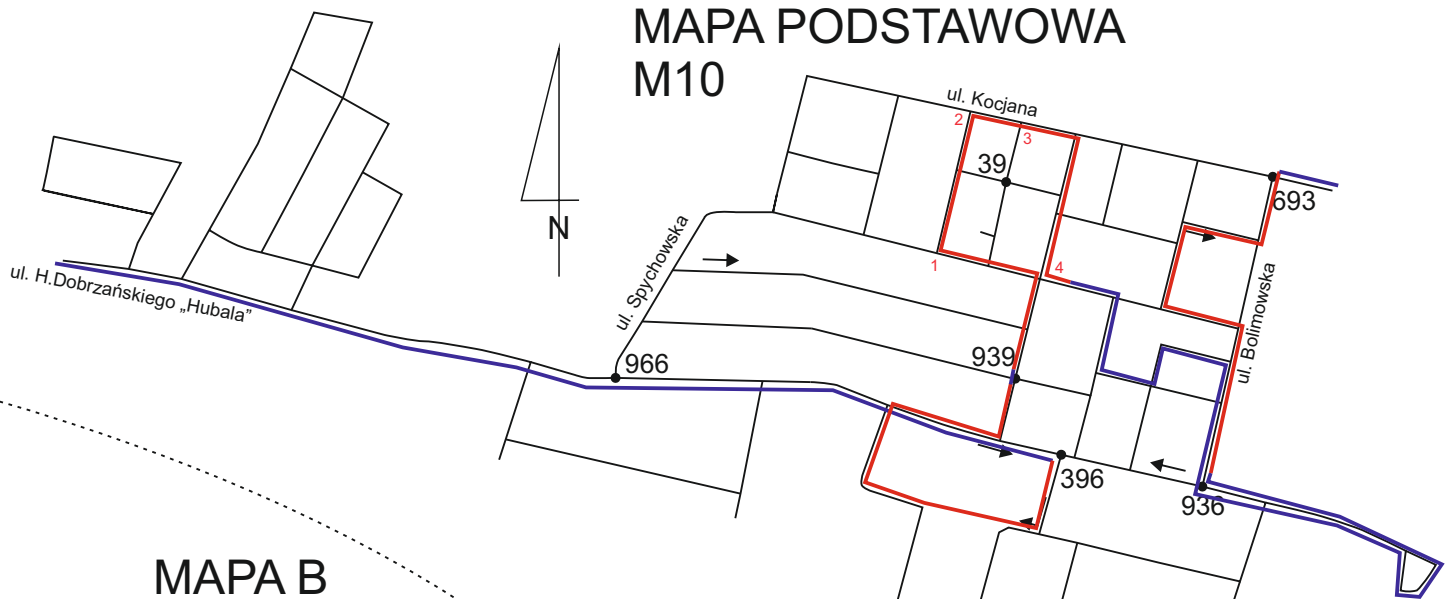 MAPA PODSTAWOWA
M10
ul. Kocjana
2
3
39
693
N
ul. Spychowska
1
4
ul. H.Dobrzańskiego „Hubala”
ul. Bolimowska
966
939
396
936
MAPA B